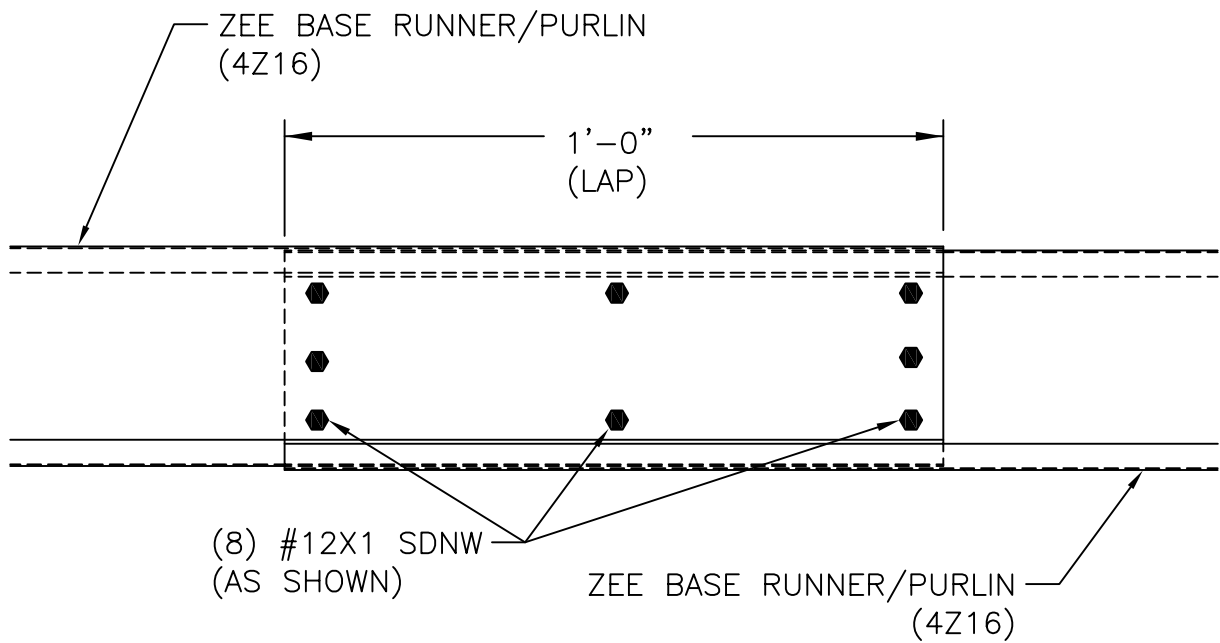 ZEE BASE RUNNER/PURLIN
(4Z16)
1'-0"
(LAP)
(8) #12X1 SDNW
(AS SHOWN)
ZEE BASE RUNNER/PURLIN
(4Z16)